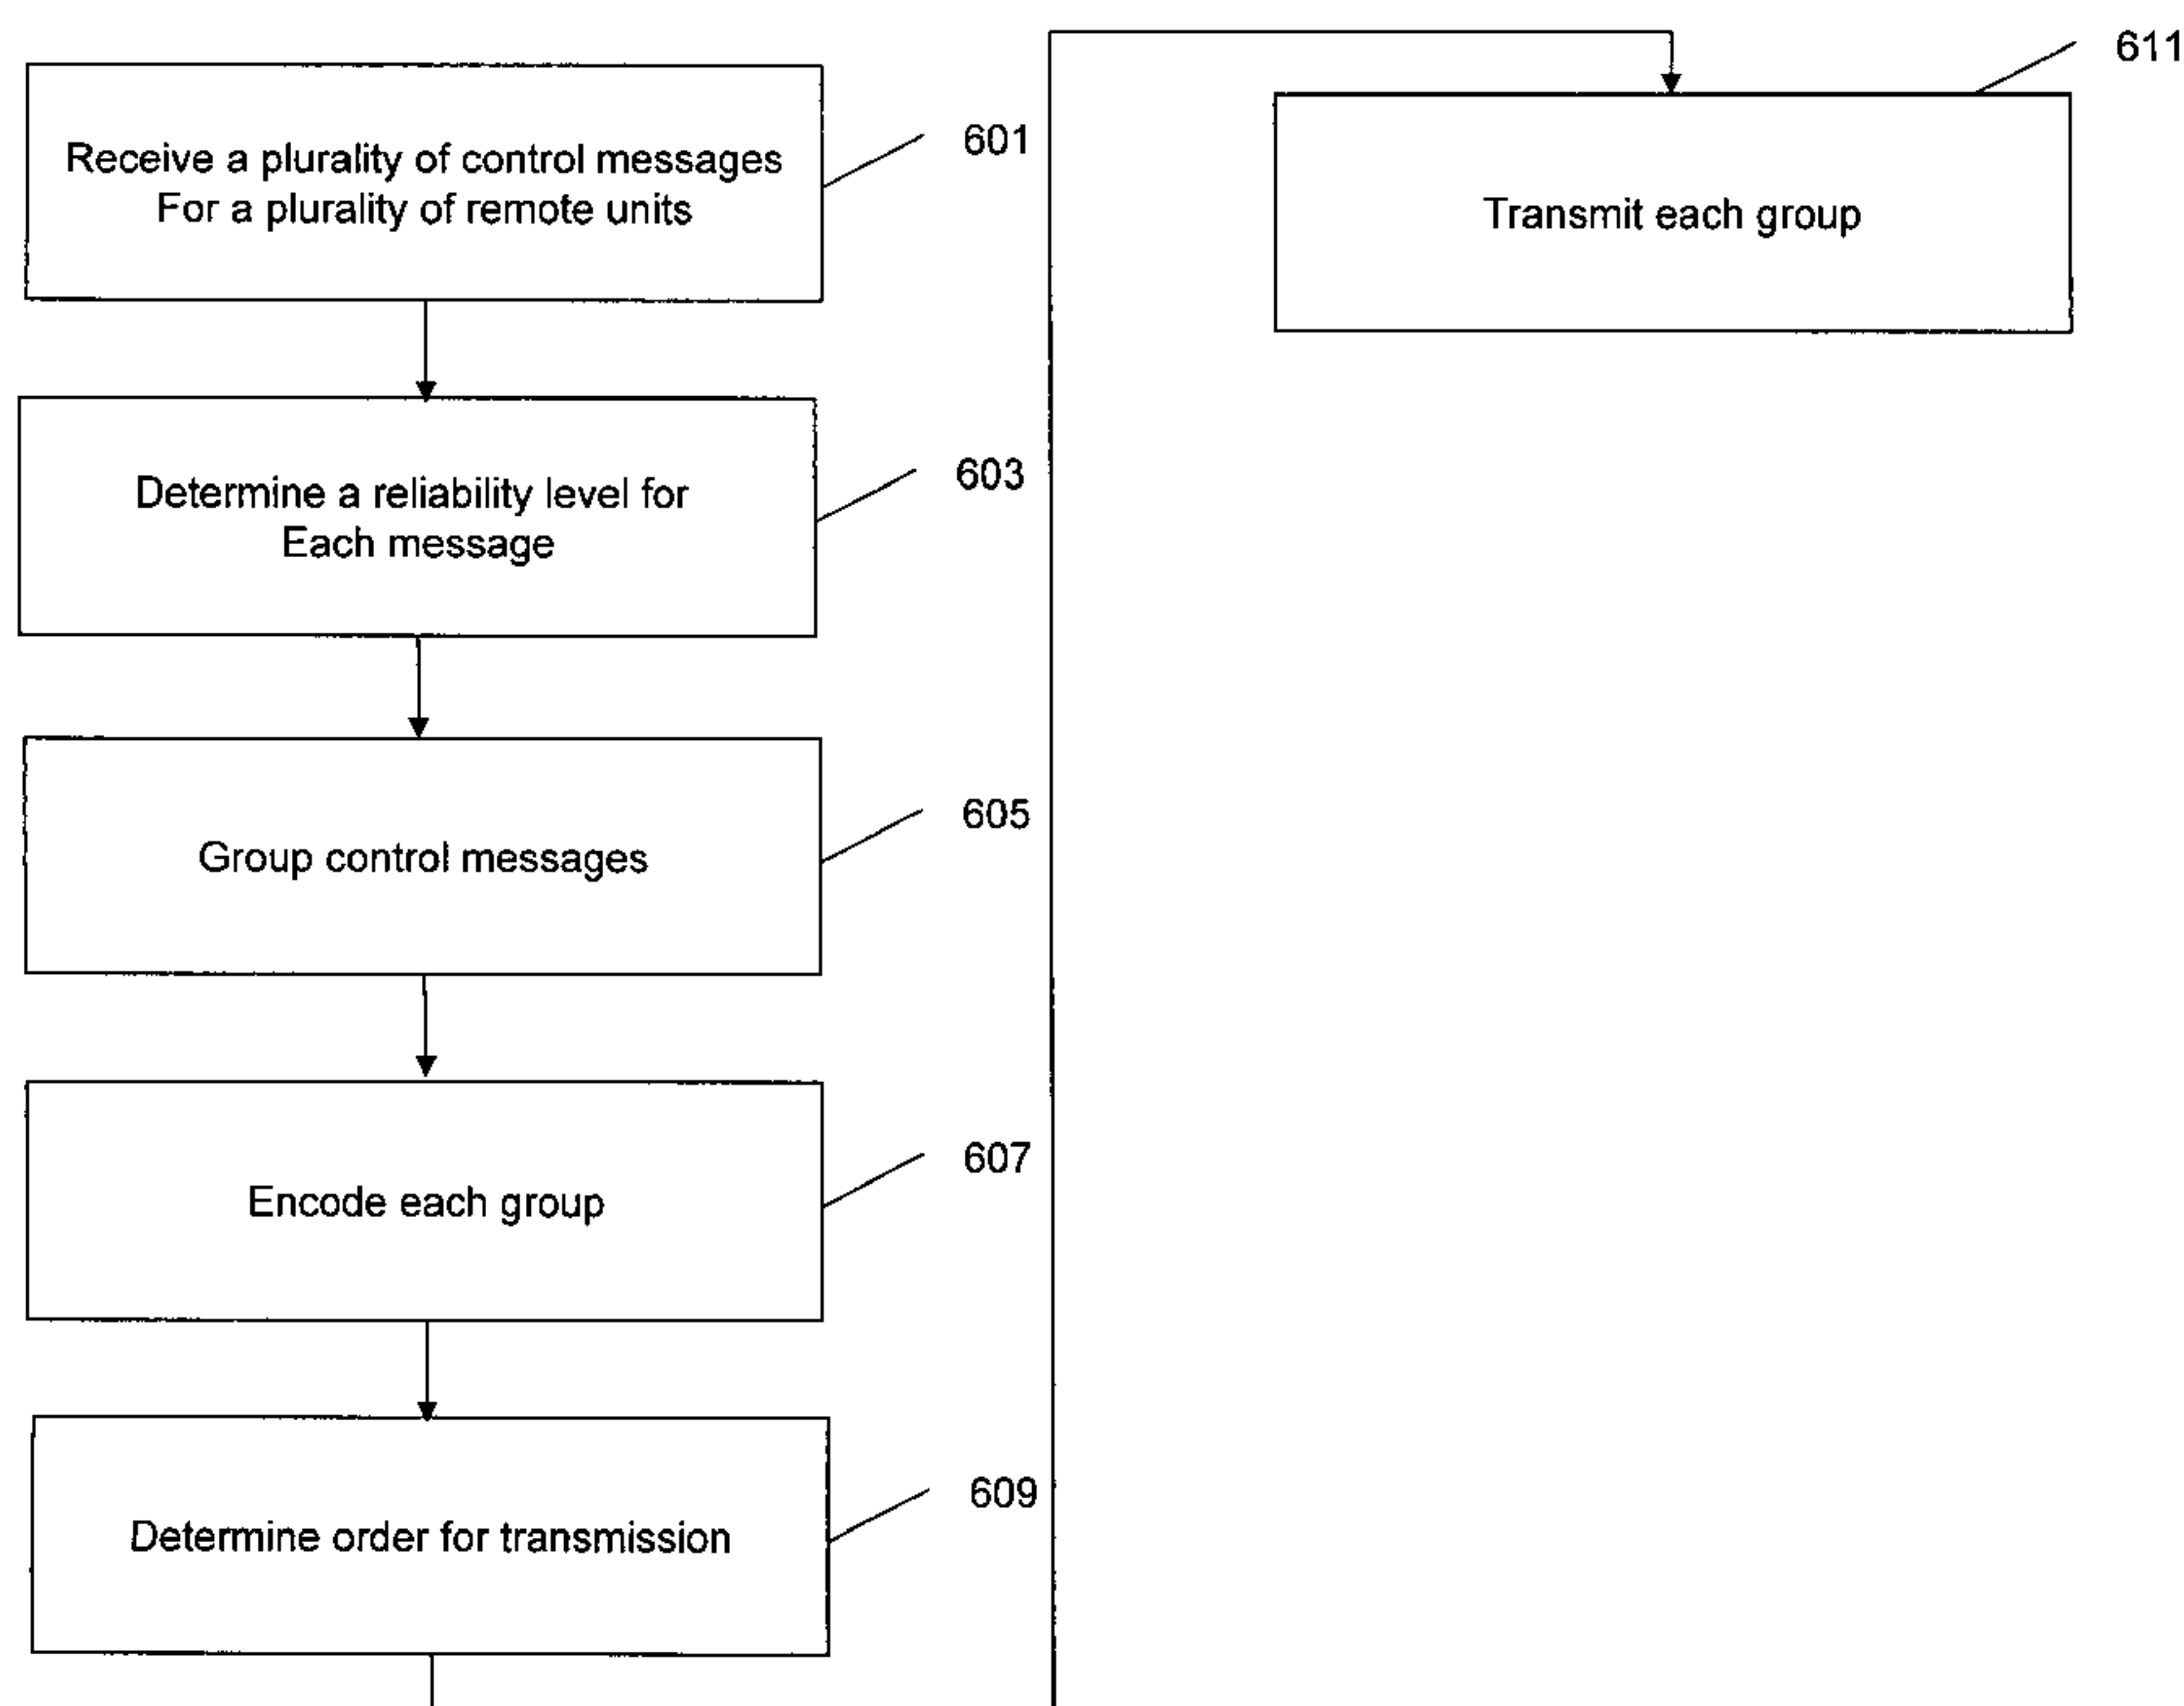 Receive a plurality of control messages
For a plurality of remote units
601
Determine a reliability level for
Each message
603
Group control messages
605
Encode each group
607
Determine order for transmission
609
Transmit each group
611